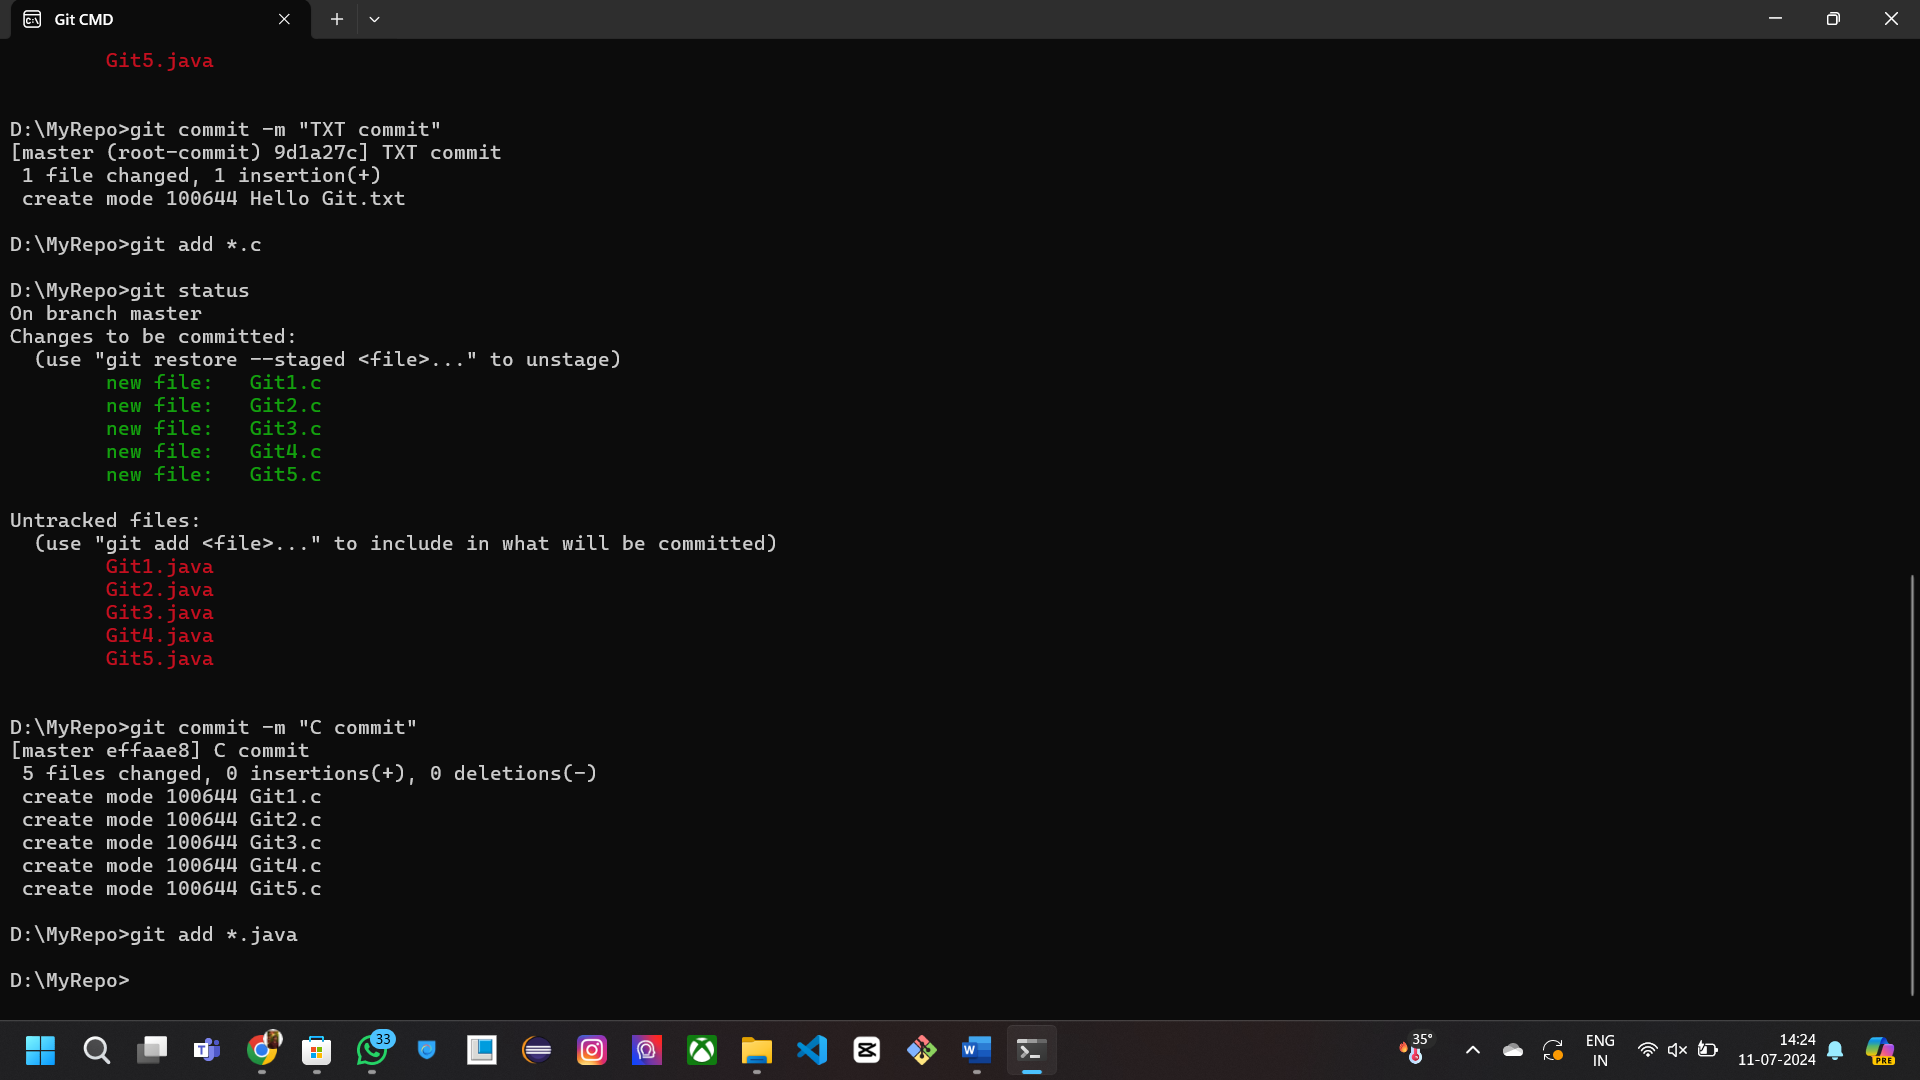 Git CMD
Git5.java
D:\MyRepo>git commit -m "TXT commit"
[master (root-commit) 9d1a27c] TXT commit
 1 file changed, 1 insertion(+)
 create mode 100644 Hello Git.txt
D:\MyRepo>git add *.c
D:\MyRepo>git status
On branch master
Changes to be committed:
  (use "git restore --staged <file>..." to unstage)
        new file:   Git1.c
        new file:   Git2.c
        new file:   Git3.c
        new file:   Git4.c
        new file:   Git5.c
Untracked files:
  (use "git add <file>..." to include in what will be committed)
        Git1.java
        Git2.java
        Git3.java
        Git4.java
        Git5.java
D:\MyRepo>git commit -m "C commit"
[master effaae8] C commit
 5 files changed, 0 insertions(+), 0 deletions(-)
 create mode 100644 Git1.c
 create mode 100644 Git2.c
 create mode 100644 Git3.c
 create mode 100644 Git4.c
 create mode 100644 Git5.c
D:\MyRepo>git add *.java
D:\MyRepo>
33
35°
ENG
IN
14:24
11-07-2024
PRE